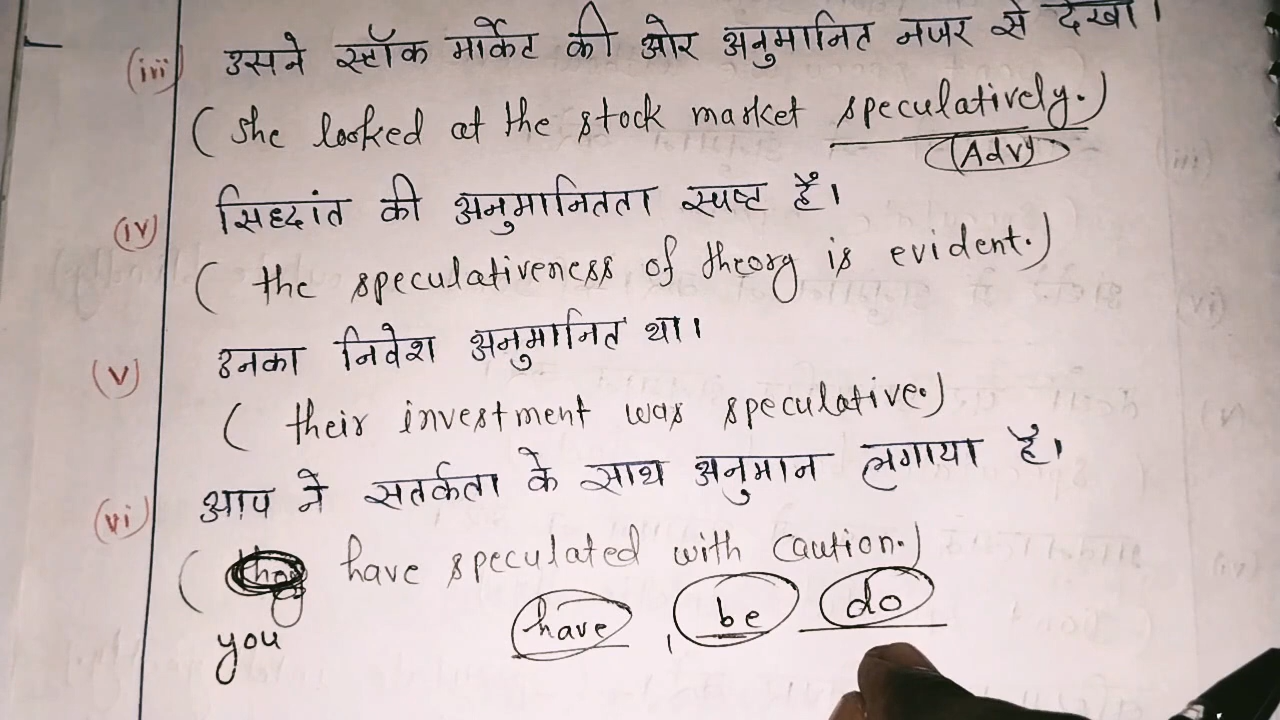 (iii) उसने स्टॉक मार्केट की ओर अनुमानित नजर से देखा।
( She looked at the stock market speculatively.)
(Adv)
(iv) सिध्दांत की अनुमानितता स्पष्ट है।
( the speculativeness of theory is evident.)
(v) उनका निवेश अनुमानित था।
( their investment was speculative.)
(vi) आप ने सतर्कता के साथ अनुमान लगाया है।
( have speculated with caution.)
you have, be do